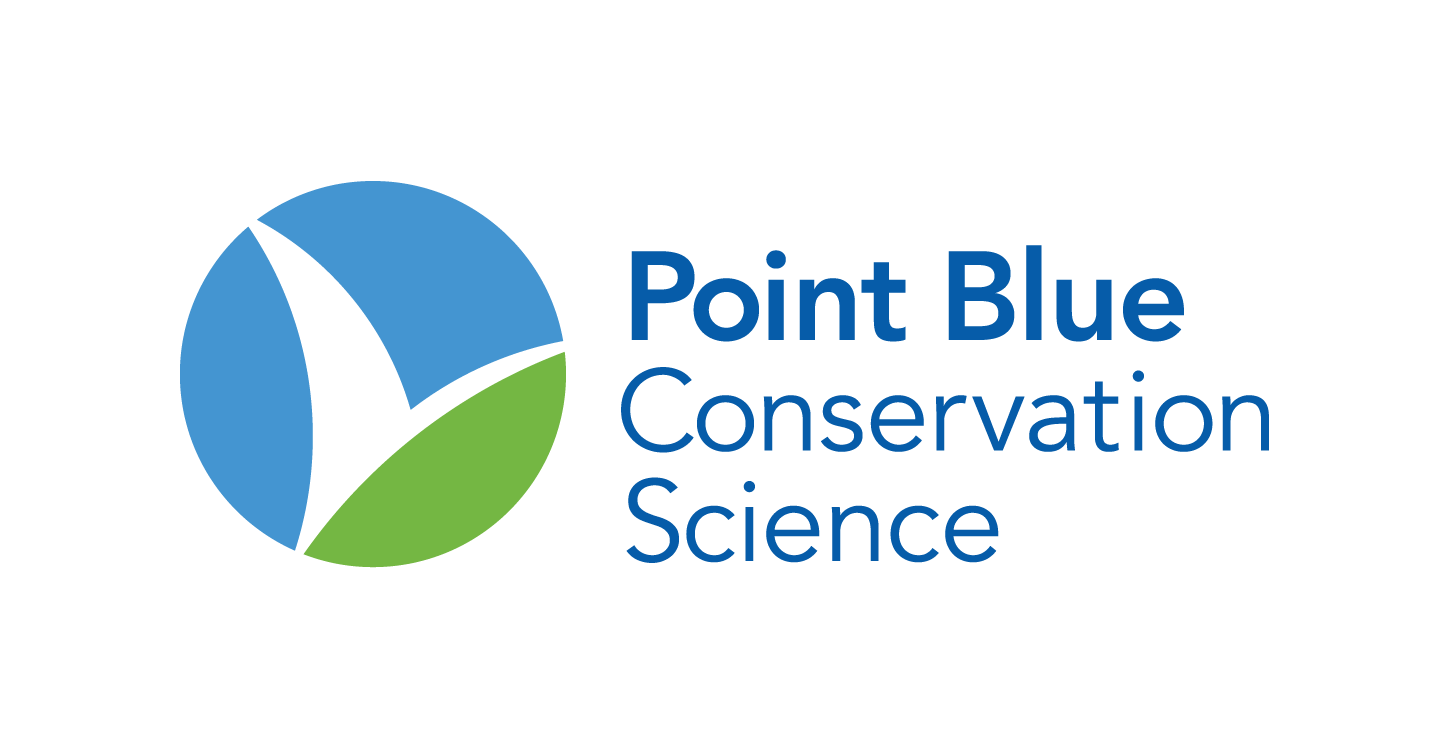 Point Blue
Conservation
Science